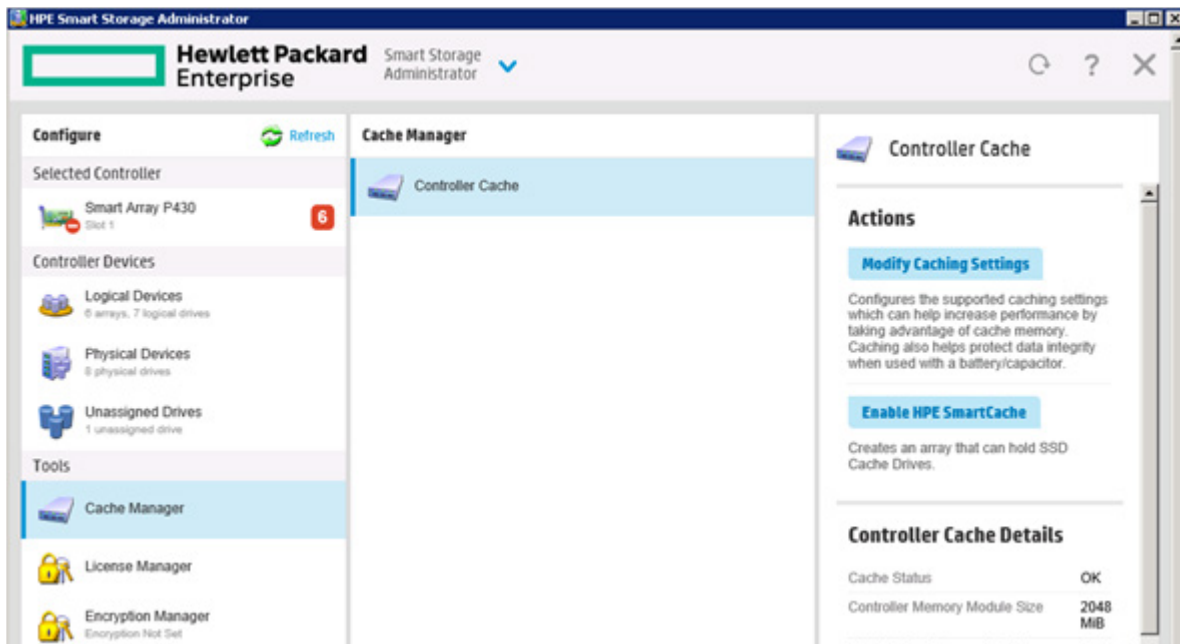 HPE Smart Storage Administrator
Hewlett Packard
Enterprise
Smart Storage
Administrator
?
Configure
Refresh
Selected Controller
Smart Array P430
Slot 1
6
Controller Devices
Logical Devices
6 arrays, 7 logical drives
Physical Devices
8 physical drives
Unassigned Drives
1 unassigned drive
Tools
Cache Manager
License Manager
Encryption Manager
Encryption Not Set
Cache Manager
Controller Cache
Controller Cache
Actions
Modify Caching Settings
Configures the supported caching settings
which can help increase performance by
taking advantage of cache memory.
Caching also helps protect data integrity
when used with a battery/capacitor.
Enable HPE SmartCache
Creates an array that can hold SSD
Cache Drives.
Controller Cache Details
Cache Status OK
Controller Memory Module Size 2048
MiB